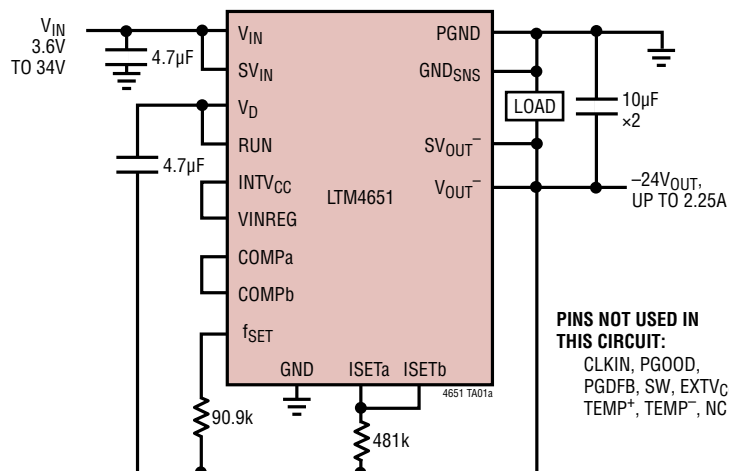 VIN
3.6V
TO 34V
4.7µF
4.7µF
VIN
SVIN
VD
RUN
INTVCC
VINREG
COMPa
COMPb
fSET
LTM4651
PGND
GNDSNS
SVOUT–
VOUT–
GND
ISETa
ISETb
LOAD
10µF
×2
–24VOUT,
UP TO 2.25A
4651 TA01a
90.9k
481k
PINS NOT USED IN
THIS CIRCUIT:
CLKIN, PGOOD,
PGDFB, SW,
TEMP+, TEMP–, NC